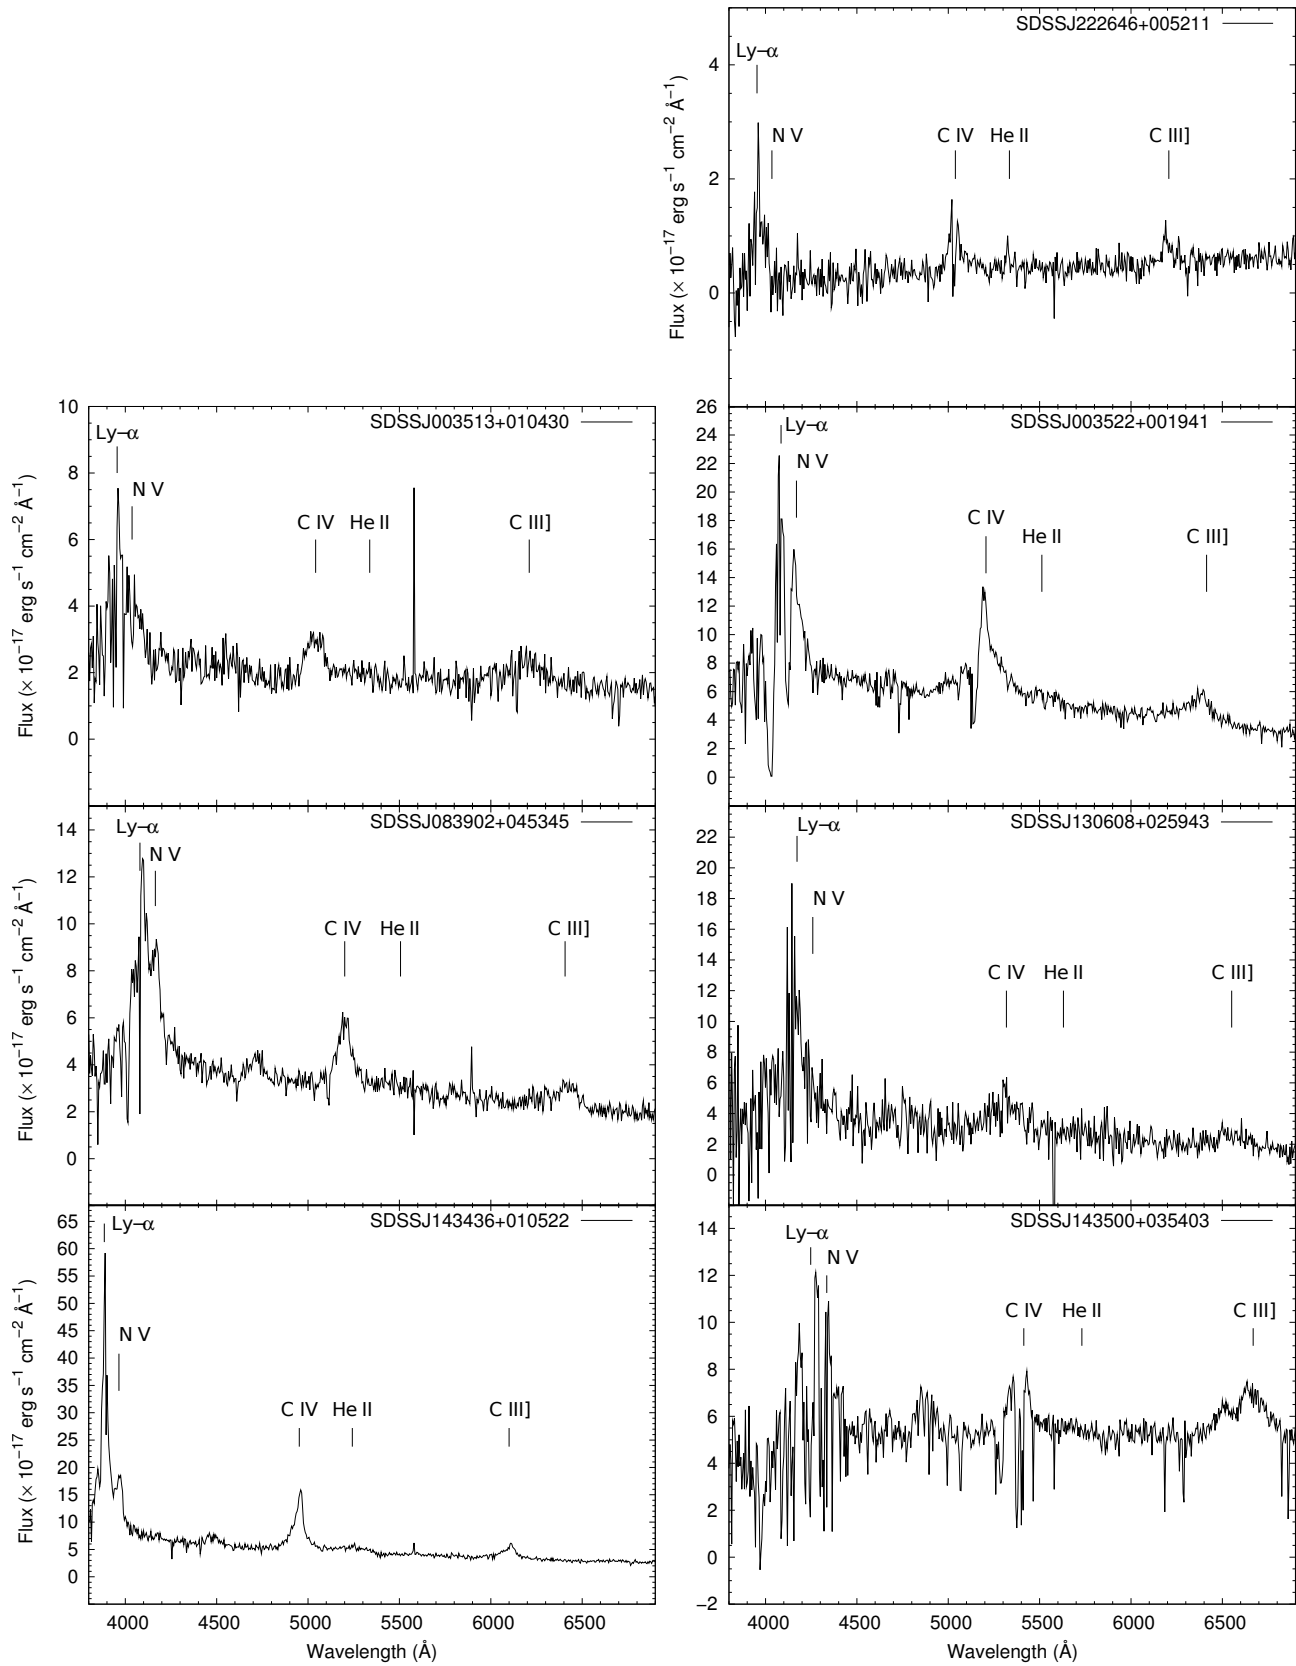 SDSSJ222646+005211
Ly−α
N V
C IV He II C III]
4
2
0
Flux (× 10−17 erg s−1 cm−2 Å−1)
SDSSJ003513+010430
Ly−α
N V
C IV He II C III]
10
8
6
4
2
0
Flux (× 10−17 erg s−1 cm−2 Å−1)
SDSSJ003522+001941
Ly−α
N V
C IV
He II C III]
26
24
22
20
18
16
14
12
10
8
6
4
2
0
SDSSJ083902+045345
Ly−α
N V
C IV He II C III]
14
12
10
8
6
4
2
0
Flux (× 10−17 erg s−1 cm−2 Å−1)
SDSSJ130608+025943
Ly−α
N V
C IV He II C III]
22
20
18
16
14
12
10
8
6
4
2
0
SDSSJ143436+010522
Ly−α
N V
C IV He II C III]
65
60
55
50
45
40
35
30
25
20
15
10
5
0
Flux (× 10−17 erg s−1 cm−2 Å−1)
4000 4500 5000 5500 6000 6500
Wavelength (Å)
SDSSJ143500+035403
Ly−α
N V
C IV He II C III]
14
12
10
8
6
4
2
0
−2
4000 4500 5000 5500 6000 6500
Wavelength (Å)